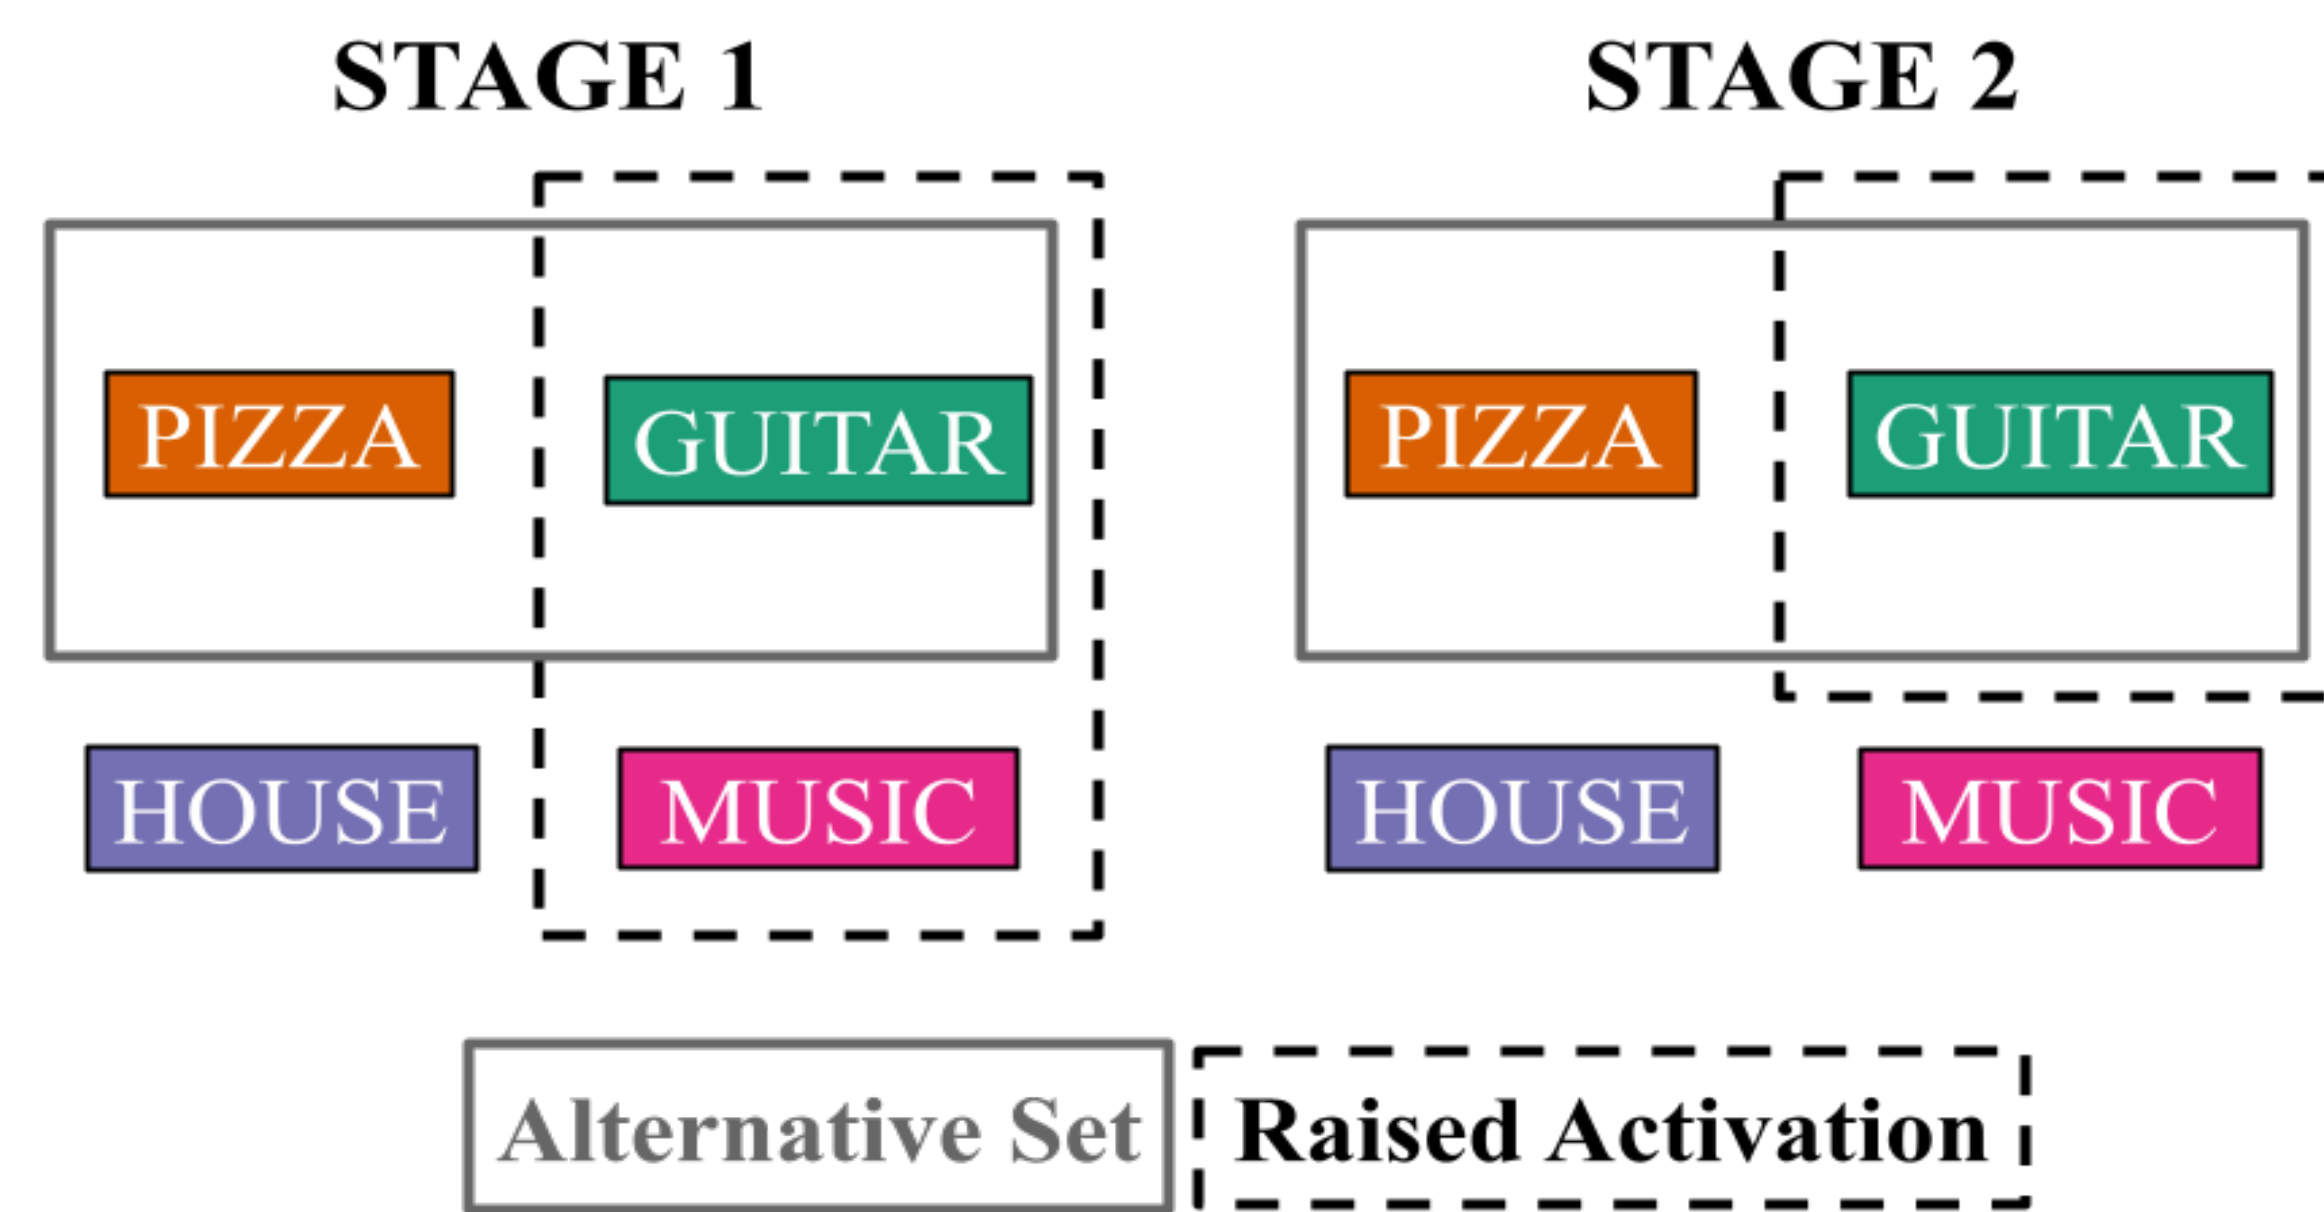 STAGE 1 STAGE 2
PIZZA GUITAR PIZZA GUITAR
HOUSE MUSIC HOUSE MUSIC
Alternative Set Raised Activation